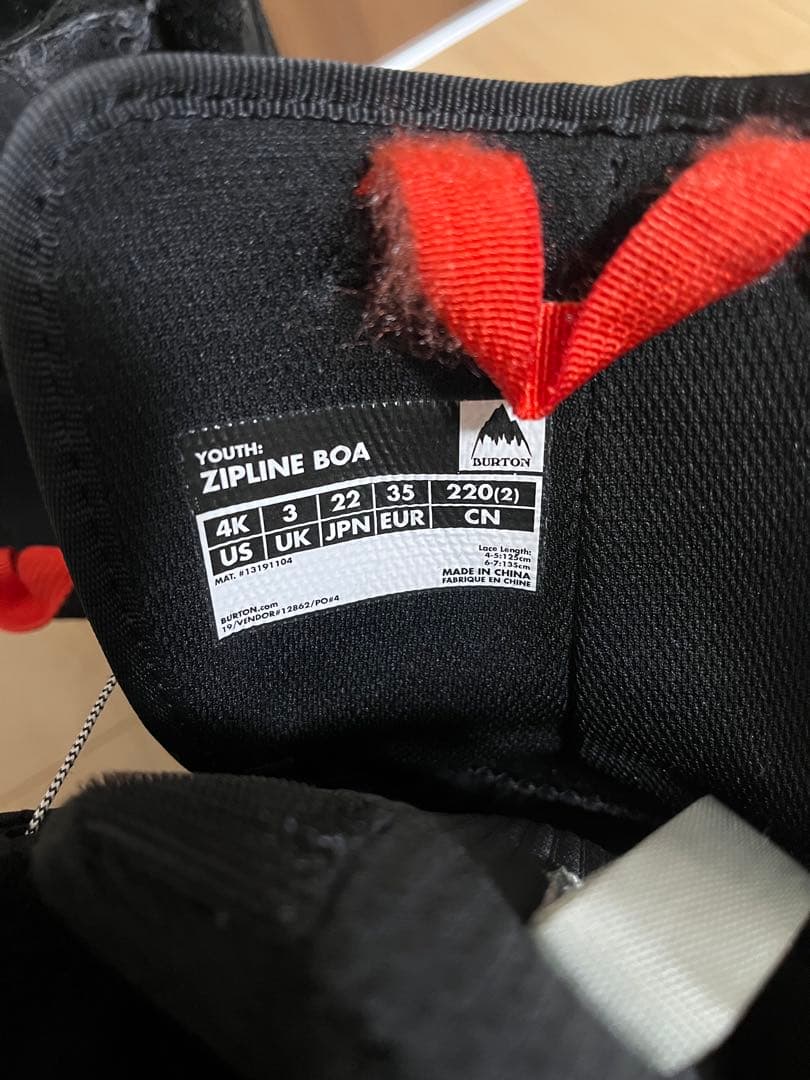 YOUTH:
ZIPLINE BOA
BURTON
4K 3 22 35 220(2)
US UK JPN EUR CN
MAT. #13191104
Lace Length:
4-5:125cm
6-7:135cm
MADE IN CHINA
FABRIQUE EN CHINE
BURTON.com
19/VENDOR#12862/PO#4